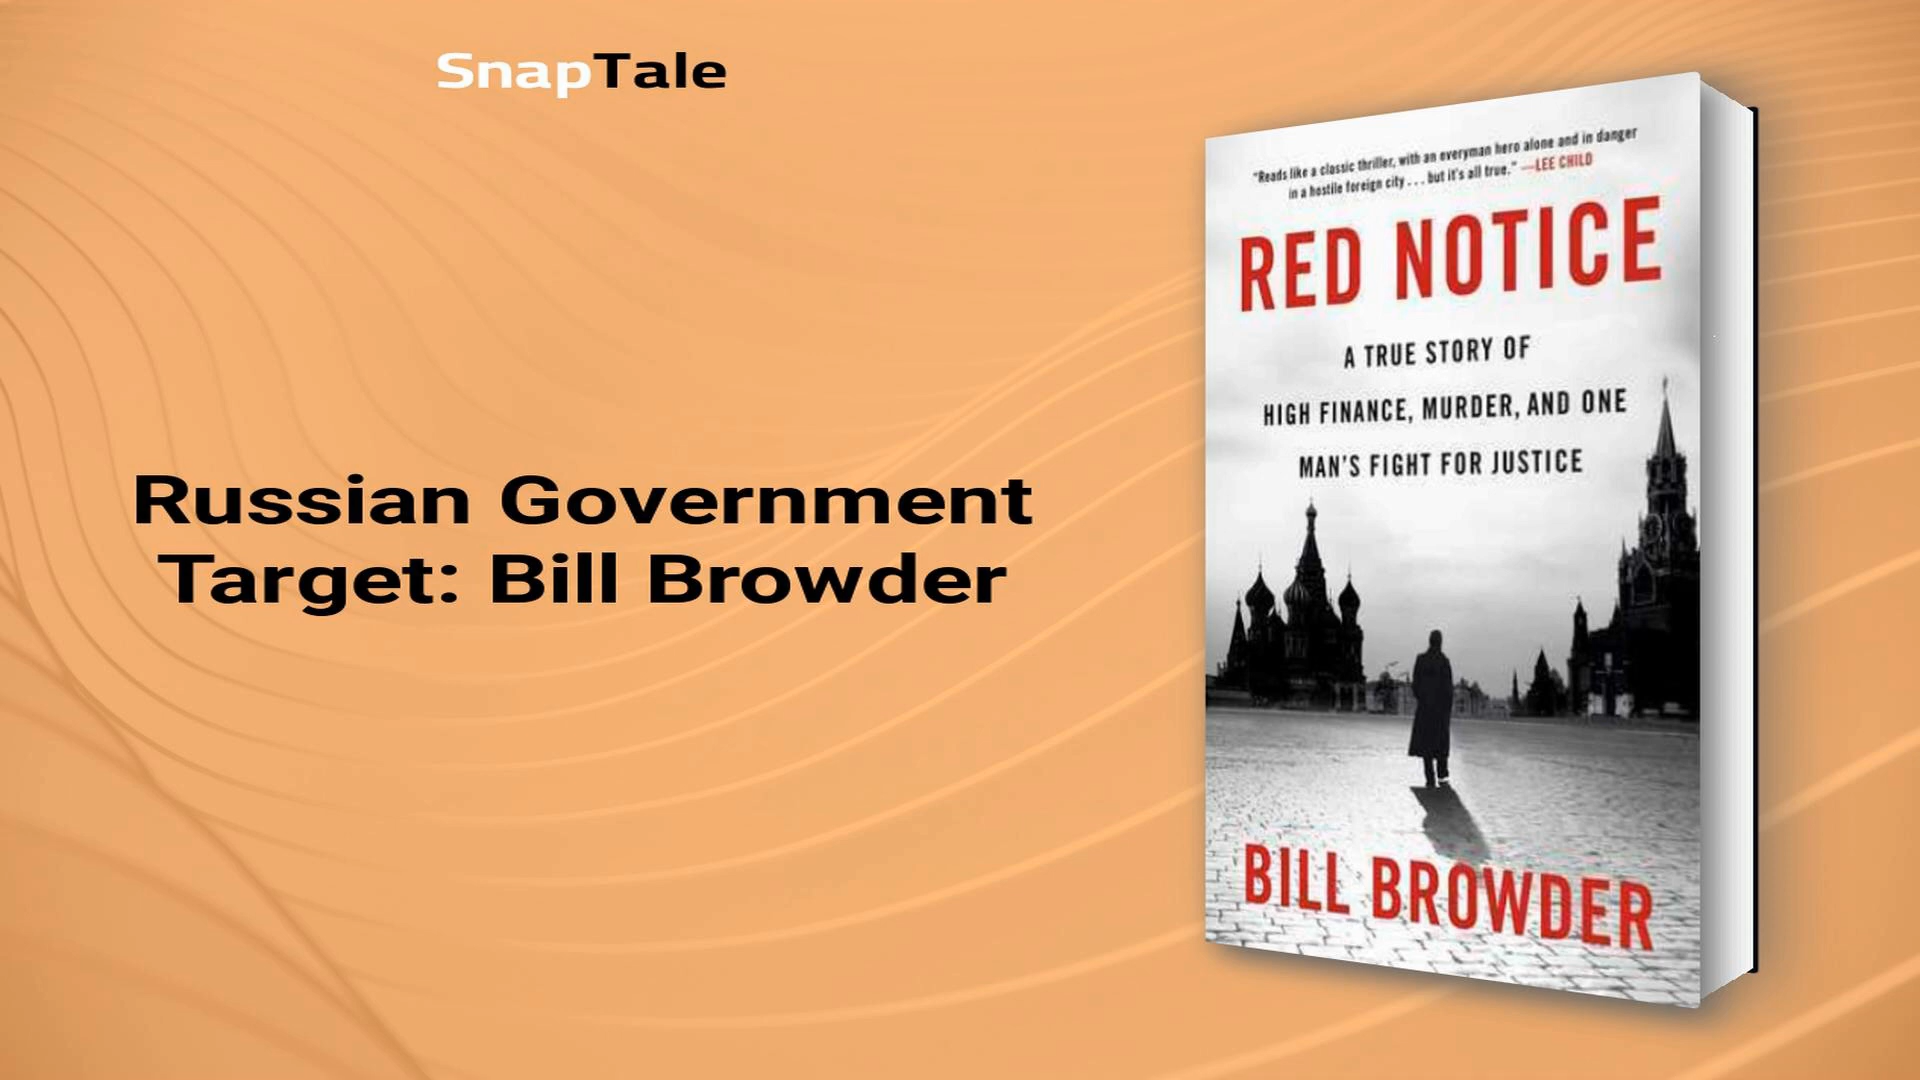 SnapTale
Russian Government
Target: Bill Browder
"Reads like a classic thriller, with an everyman hero alone and in danger
in a hostile foreign city . . . but it's all true." —LEE CHILD
RED NOTICE
A TRUE STORY OF
HIGH FINANCE, MURDER, AND ONE
MAN'S FIGHT FOR JUSTICE
BILL BROWDER